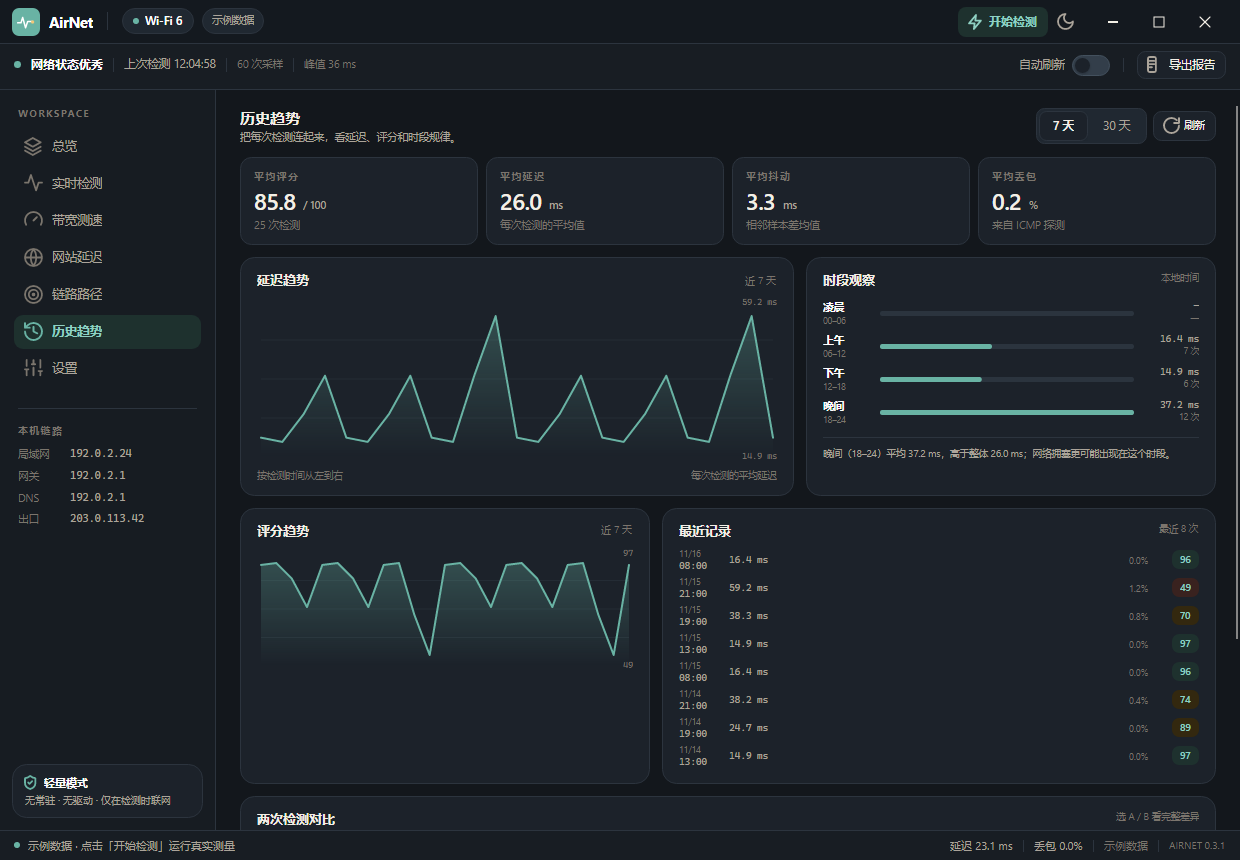 AirNet
Wi-Fi 6
示例数据
开始检测
网络状态优秀
上次检测 12:04:58
60 次采样
峰值 36 ms
自动刷新
导出报告
WORKSPACE
总览
实时检测
带宽测速
网站延迟
链路路径
历史趋势
设置
本机链路
局域网 192.0.2.24
网关 192.0.2.1
DNS 192.0.2.1
出口 203.0.113.42
轻量模式
无常驻 · 无驱动 · 仅在检测时联网
历史趋势
把每次检测连起来，看延迟、评分和时段规律。
7 天
30 天
刷新
平均评分
85.8 / 100
25 次检测
平均延迟
26.0 ms
每次检测的平均值
平均抖动
3.3 ms
相邻样本差均值
平均丢包
0.2 %
来自 ICMP 探测
延迟趋势
近 7 天
59.2 ms
14.9 ms
按检测时间从左到右
每次检测的平均延迟
时段观察
本地时间
凌晨 —
00–06 —
上午 16.4 ms
06–12 7 次
下午 14.9 ms
12–18 6 次
晚间 37.2 ms
18–24 12 次
晚间（18–24）平均 37.2 ms，高于整体 26.0 ms；网络拥塞更可能出现在这个时段。
评分趋势
近 7 天
97
49
最近记录
最近 8 次
11/16
08:00 16.4 ms 0.0% 96
11/15
21:00 59.2 ms 1.2% 49
11/15
19:00 38.3 ms 0.8% 70
11/15
13:00 14.9 ms 0.0% 97
11/15
08:00 16.4 ms 0.0% 96
11/14
21:00 38.2 ms 0.4% 74
11/14
19:00 24.7 ms 0.0% 89
11/14
13:00 14.9 ms 0.0% 97
两次检测对比
选 A / B 看完整差异
示例数据 · 点击「开始检测」运行真实测量
延迟 23.1 ms
丢包 0.0%
示例数据
AIRNET 0.3.1